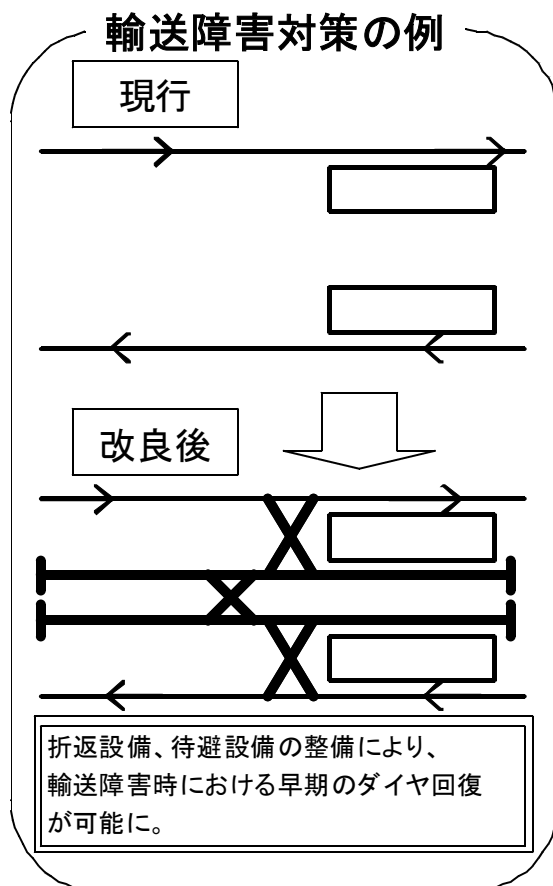 輸送障害対策の例
現行
改良後
折返設備、待避設備の整備により、
輸送障害時における早期のダイヤ回復
が可能に。